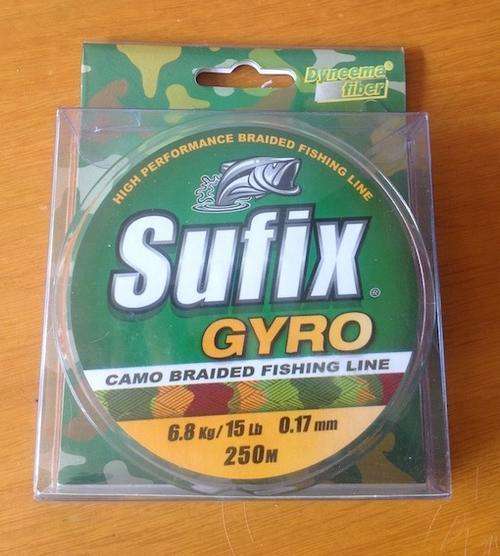 Dyneema®
fiber
HIGH PERFORMANCE BRAIDED FISHING LINE
Sufix®
GYRO
CAMO BRAIDED FISHING LINE
6.8 Kg/15 Lb 0.17 mm
250M